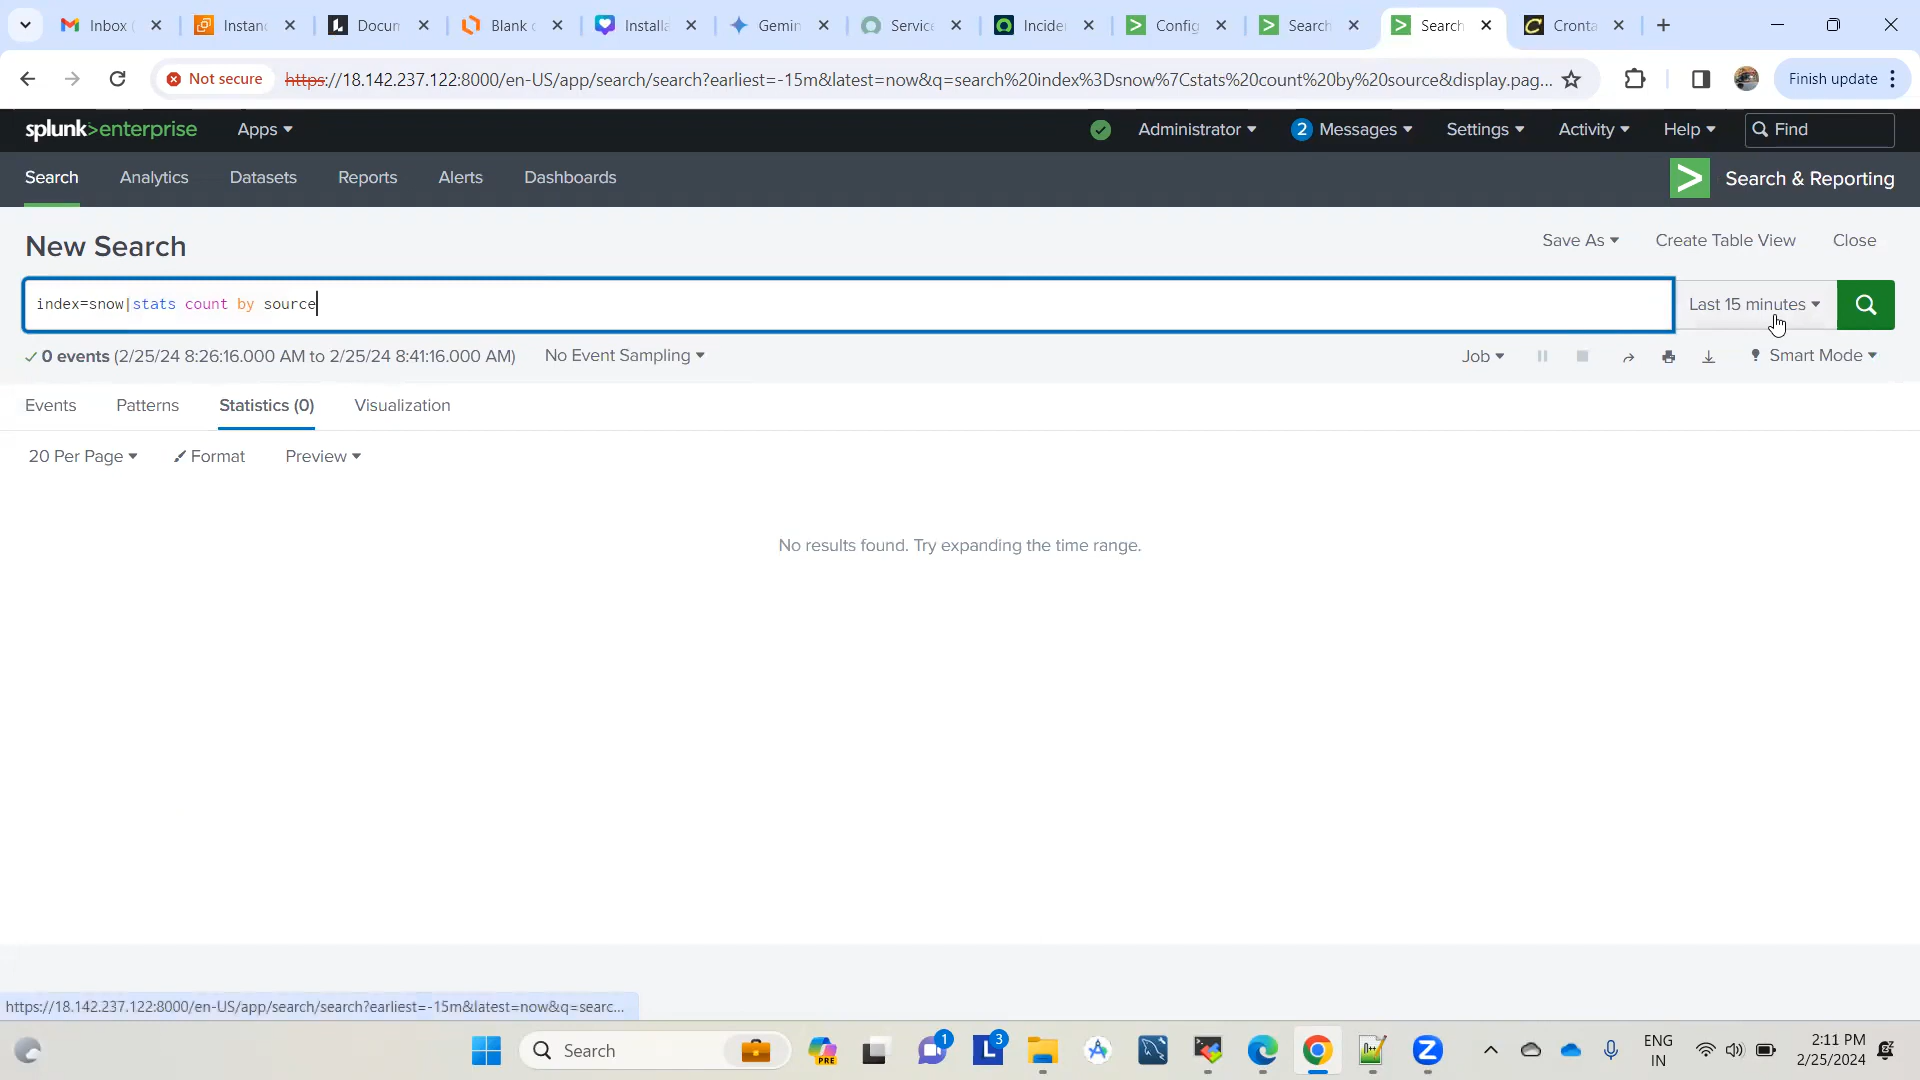 Inbox (
Instanc
Docum
Blank d
Installa
Gemin
Service
Incider
Config
Search
Search
Cronta
Not secure
https://18.142.237.122:8000/en-US/app/search/search?earliest=-15m&latest=now&q=search%20index%3Dsnow%7Cstats%20count%20by%20source&display.pag...
Finish update
splunk>enterprise
Apps
Administrator
2 Messages
Settings
Activity
Help
Find
Search
Analytics
Datasets
Reports
Alerts
Dashboards
Search & Reporting
New Search
Save As
Create Table View
Close
index=snow|stats count by source
Last 15 minutes
0 events (2/25/24 8:26:16.000 AM to 2/25/24 8:41:16.000 AM)
No Event Sampling
Job
Smart Mode
Events
Patterns
Statistics (0)
Visualization
20 Per Page
Format
Preview
No results found. Try expanding the time range.
https://18.142.237.122:8000/en-US/app/search/search?earliest=-15m&latest=now&q=searc...
Search
PRE
1
L
3
ENG
IN
2:11 PM
2/25/2024